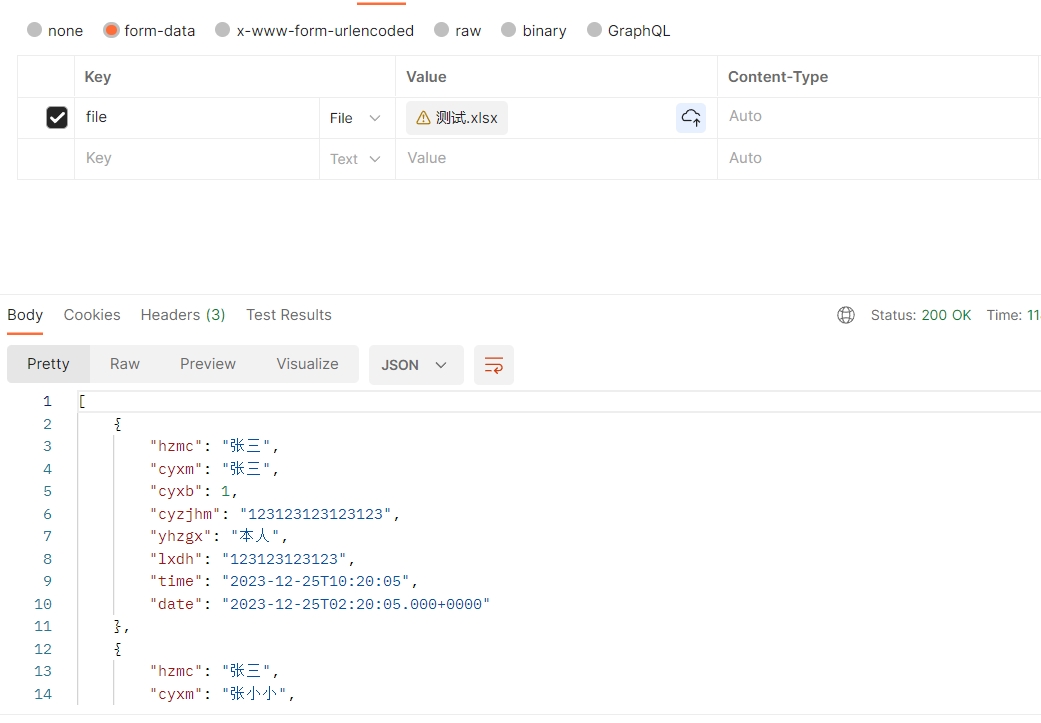 none form-data x-www-form-urlencoded raw binary GraphQL
Key Value Content-Type
file File 测试.xlsx Auto
Key Text Value Auto
Body Cookies Headers (3) Test Results Status: 200 OK Time: 11
Pretty Raw Preview Visualize JSON
1 [
2 {
3 "hzmc": "张三",
4 "cyxm": "张三",
5 "cyxb": 1,
6 "cyzjhm": "123123123123123",
7 "yhzgx": "本人",
8 "lxdh": "123123123123",
9 "time": "2023-12-25T10:20:05",
10 "date": "2023-12-25T02:20:05.000+0000"
11 },
12 {
13 "hzmc": "张三",
14 "cyxm": "张小小",